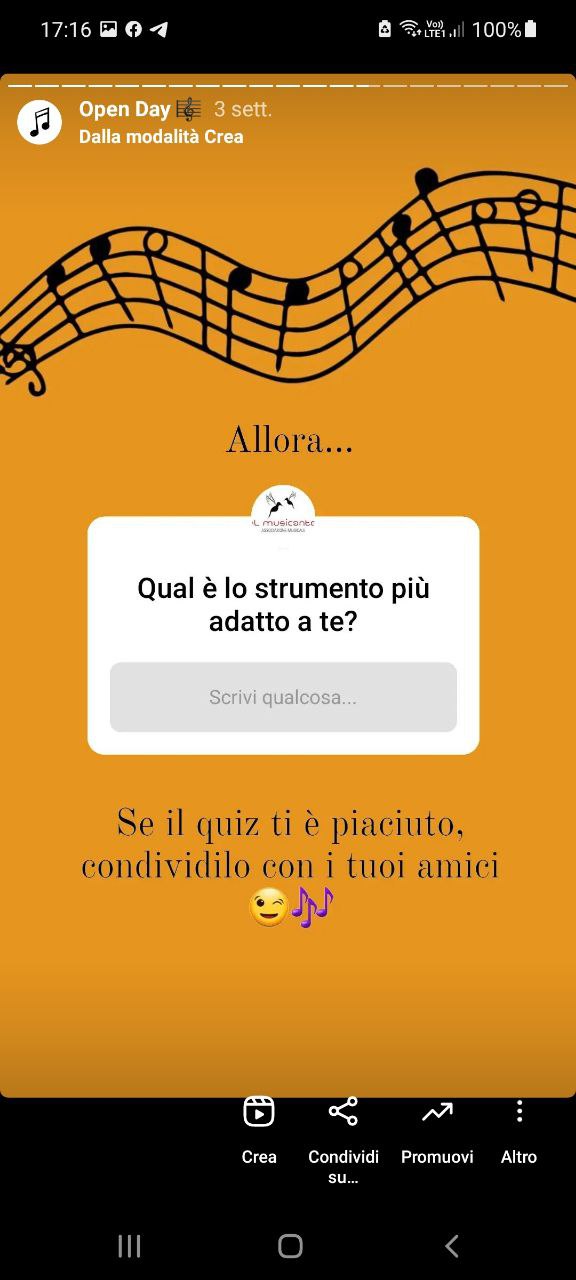 17:16 Vo)) LTE1 100%
Open Day 🎼 3 sett.
Dalla modalità Crea
Allora...
iL musicanto
ASSOCIAZIONE MUSICALE
Qual è lo strumento più
adatto a te?
Scrivi qualcosa...
Se il quiz ti è piaciuto,
condividilo con i tuoi amici
😉🎶
Crea
Condividi
su...
Promuovi
Altro